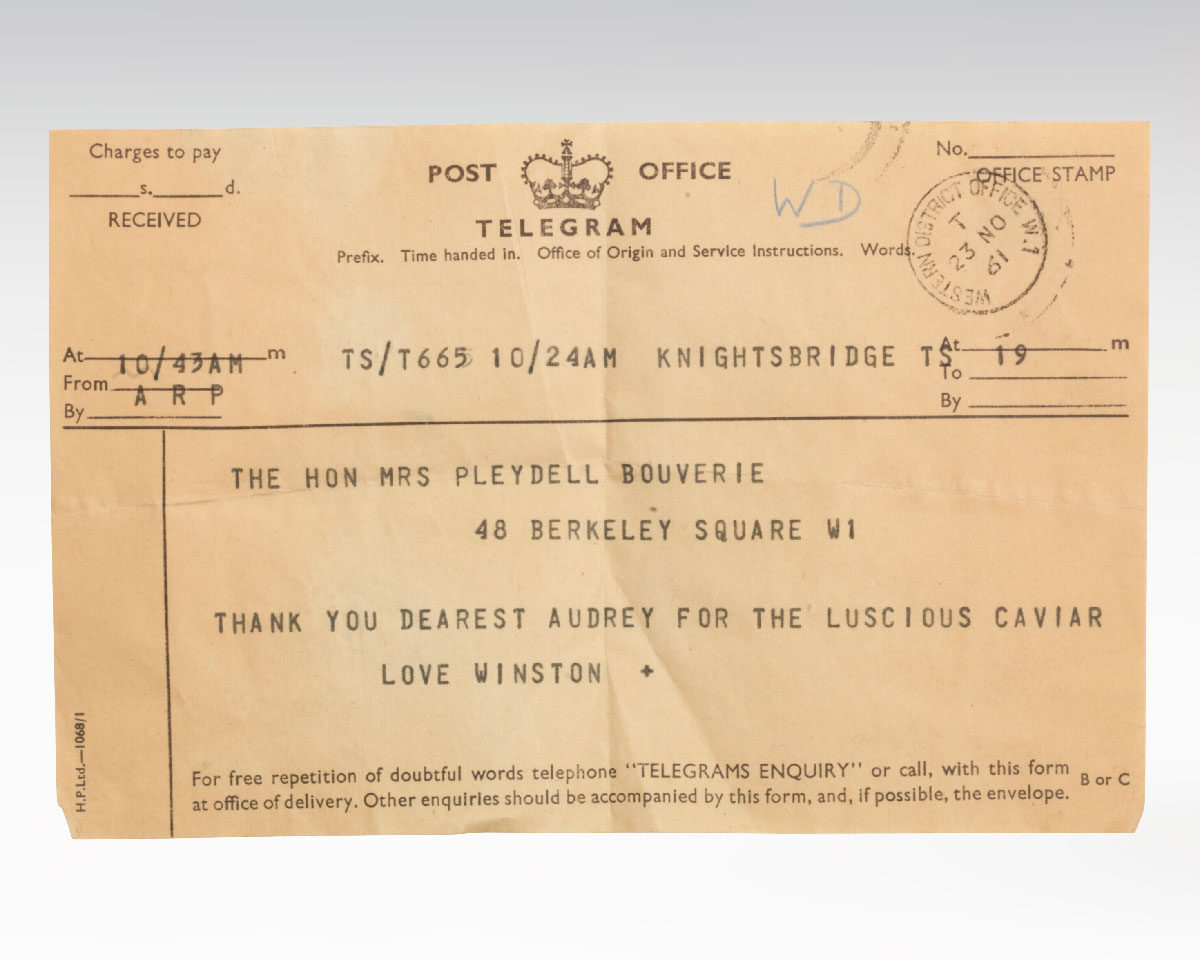 Charges to pay
s. d.
RECEIVED
POST OFFICE
TELEGRAM
Prefix. Time handed in. Office of Origin and Service Instructions. Words.
WD
No.
OFFICE STAMP
WESTERN DISTRICT OFFICE W.1
T
23 NO
61
At 10/43AM m
From A R P
By
TS/T665 10/24AM KNIGHTSBRIDGE TS 19
At m
To
By
THE HON MRS PLEYDELL BOUVERIE
48 BERKELEY SQUARE W1
THANK YOU DEAREST AUDREY FOR THE LUSCIOUS CAVIAR
LOVE WINSTON +
For free repetition of doubtful words telephone "TELEGRAMS ENQUIRY" or call, with this form
at office of delivery. Other enquiries should be accompanied by this form, and, if possible, the envelope.
B or C
H.P.Ltd.—1068/1